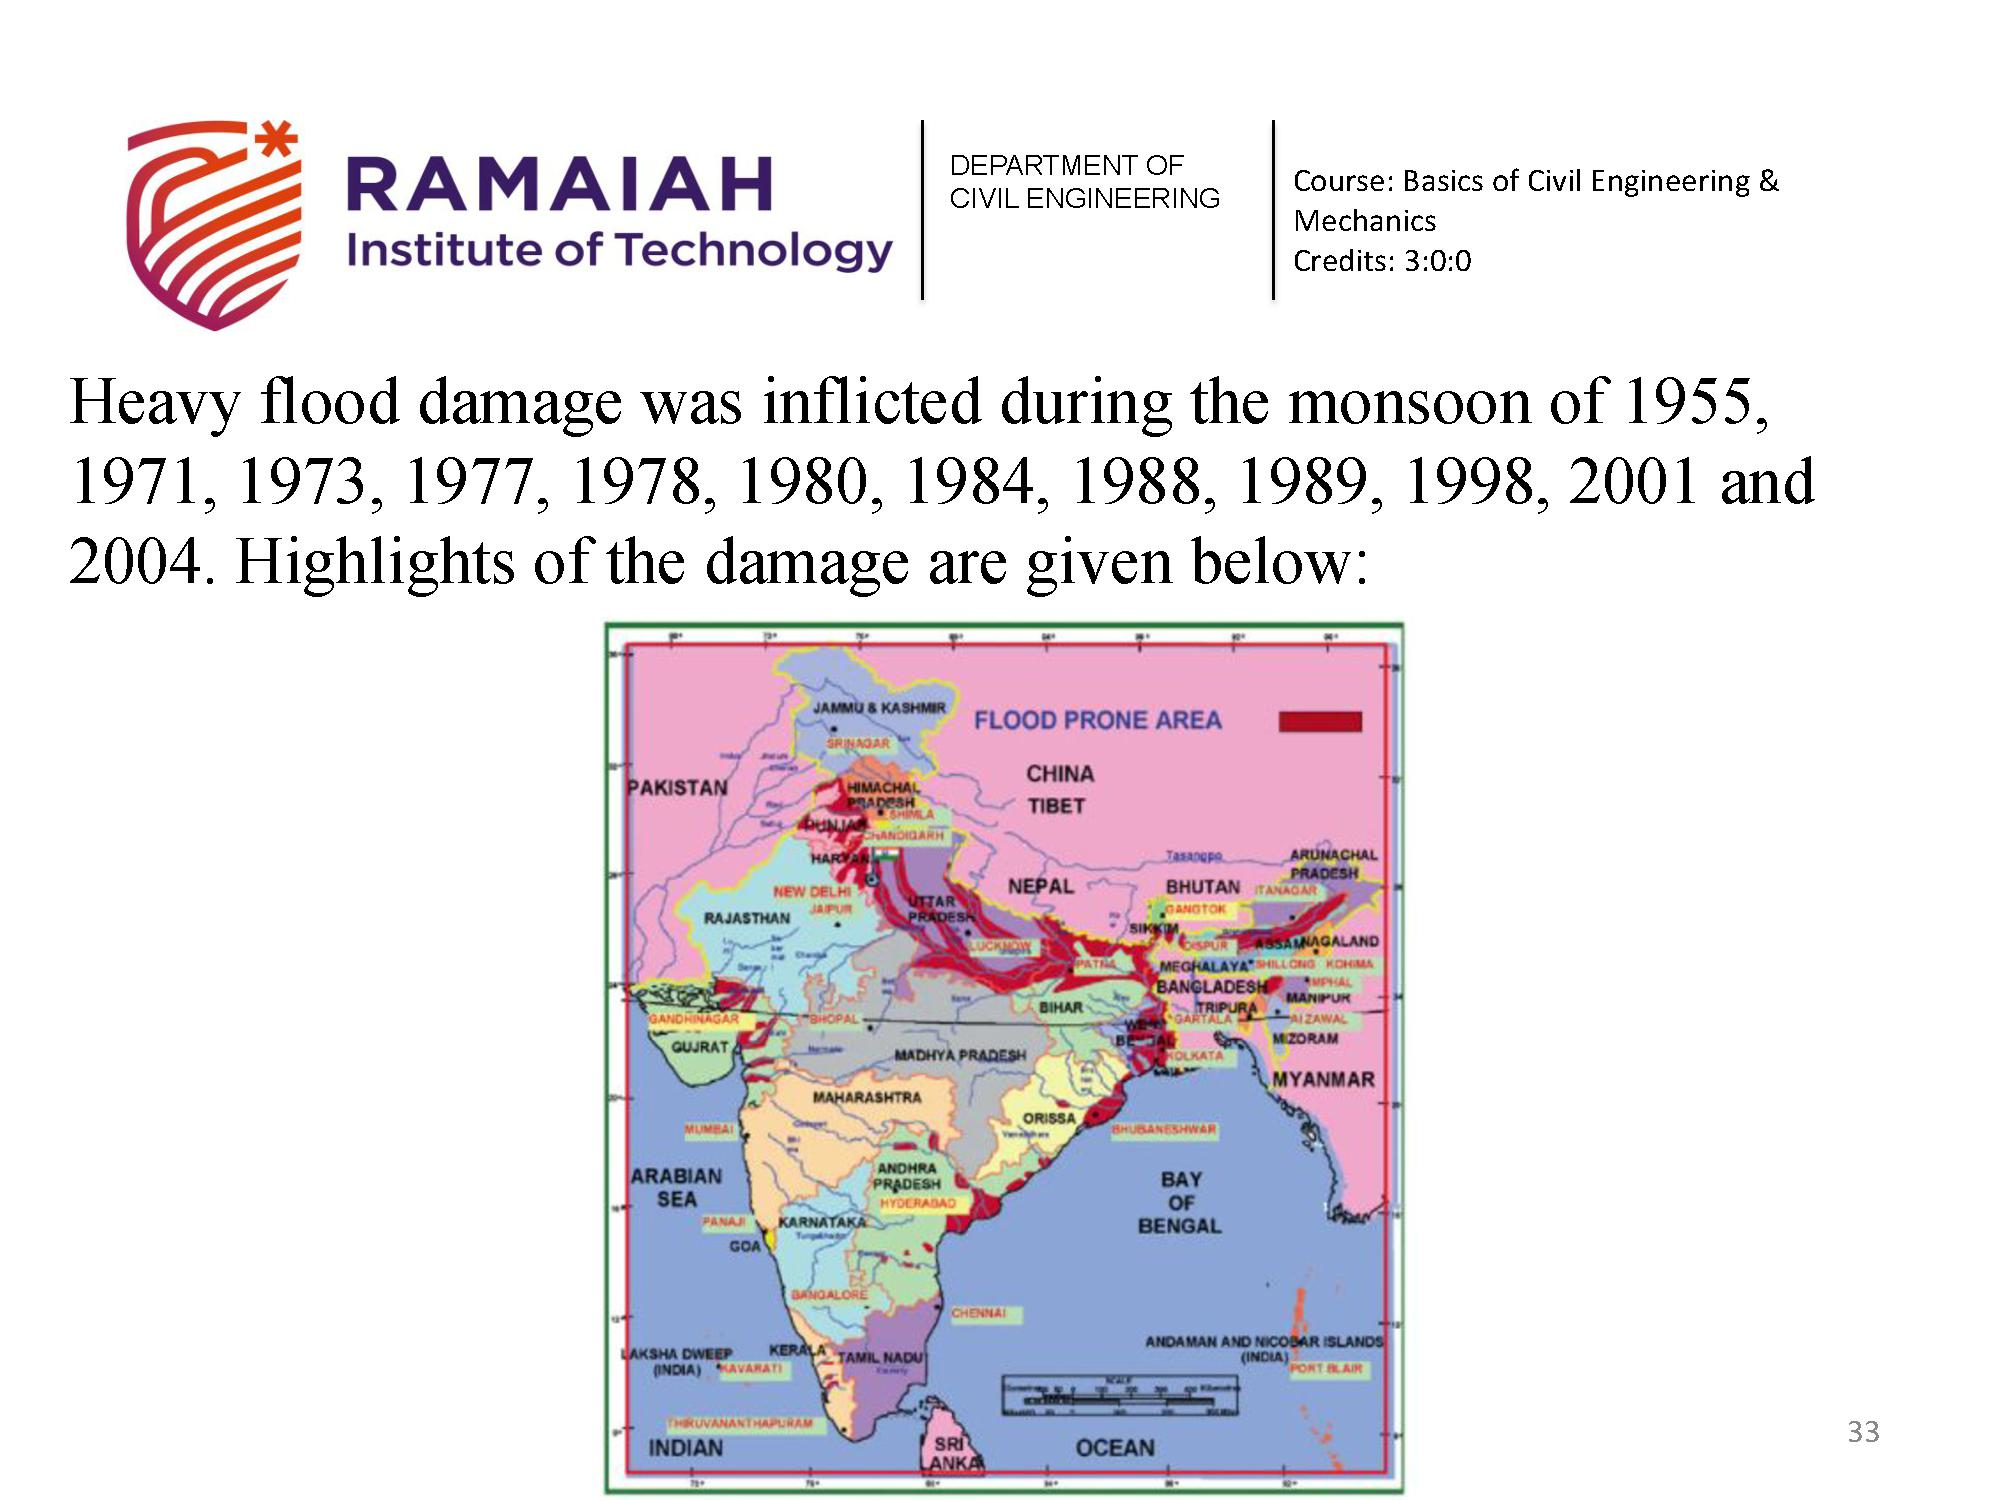 RAMAIAH
Institute of Technology
DEPARTMENT OF
CIVIL ENGINEERING
Course: Basics of Civil Engineering &
Mechanics
Credits: 3:0:0
Heavy flood damage was inflicted during the monsoon of 1955,
1971, 1973, 1977, 1978, 1980, 1984, 1988, 1989, 1998, 2001 and
2004. Highlights of the damage are given below:
JAMMU & KASHMIR
FLOOD PRONE AREA
SRINAGAR
CHINA
PAKISTAN
HIMACHAL
PRADESH
TIBET
SHIMLA
PUNJAB
CHANDIGARH
HARYAN
Tasangpo
ARUNACHAL
PRADESH
NEW DELHI
NEPAL
BHUTAN
ITANAGAR
JAIPUR
UTTAR
PRADESH
GANGTOK
RAJASTHAN
SIKKIM
LUCKNOW
DISPUR
ASSAM
NAGALAND
PATNA
MEGHALAYA
SHILLONG
KOHIMA
BANGLADESH
IMPHAL
MANIPUR
BIHAR
TRIPURA
GANDHINAGAR
BHOPAL
GARTALA
AIZAWAL
WEST
BENGAL
MIZORAM
GUJRAT
MADHYA PRADESH
KOLKATA
MYANMAR
MAHARASHTRA
ORISSA
MUMBAI
BHUBANESHWAR
ARABIAN
SEA
ANDHRA
PRADESH
BAY
OF
BENGAL
HYDERABAD
PANAJI
KARNATAKA
GOA
BANGALORE
CHENNAI
ANDAMAN AND NICOBAR ISLANDS
(INDIA)
PORT BLAIR
LAKSHA DWEEP
(INDIA)
KAVARATI
KERALA
TAMIL NADU
SCALE
THIRUVANANTHAPURAM
INDIAN
SRI
LANKA
OCEAN
33